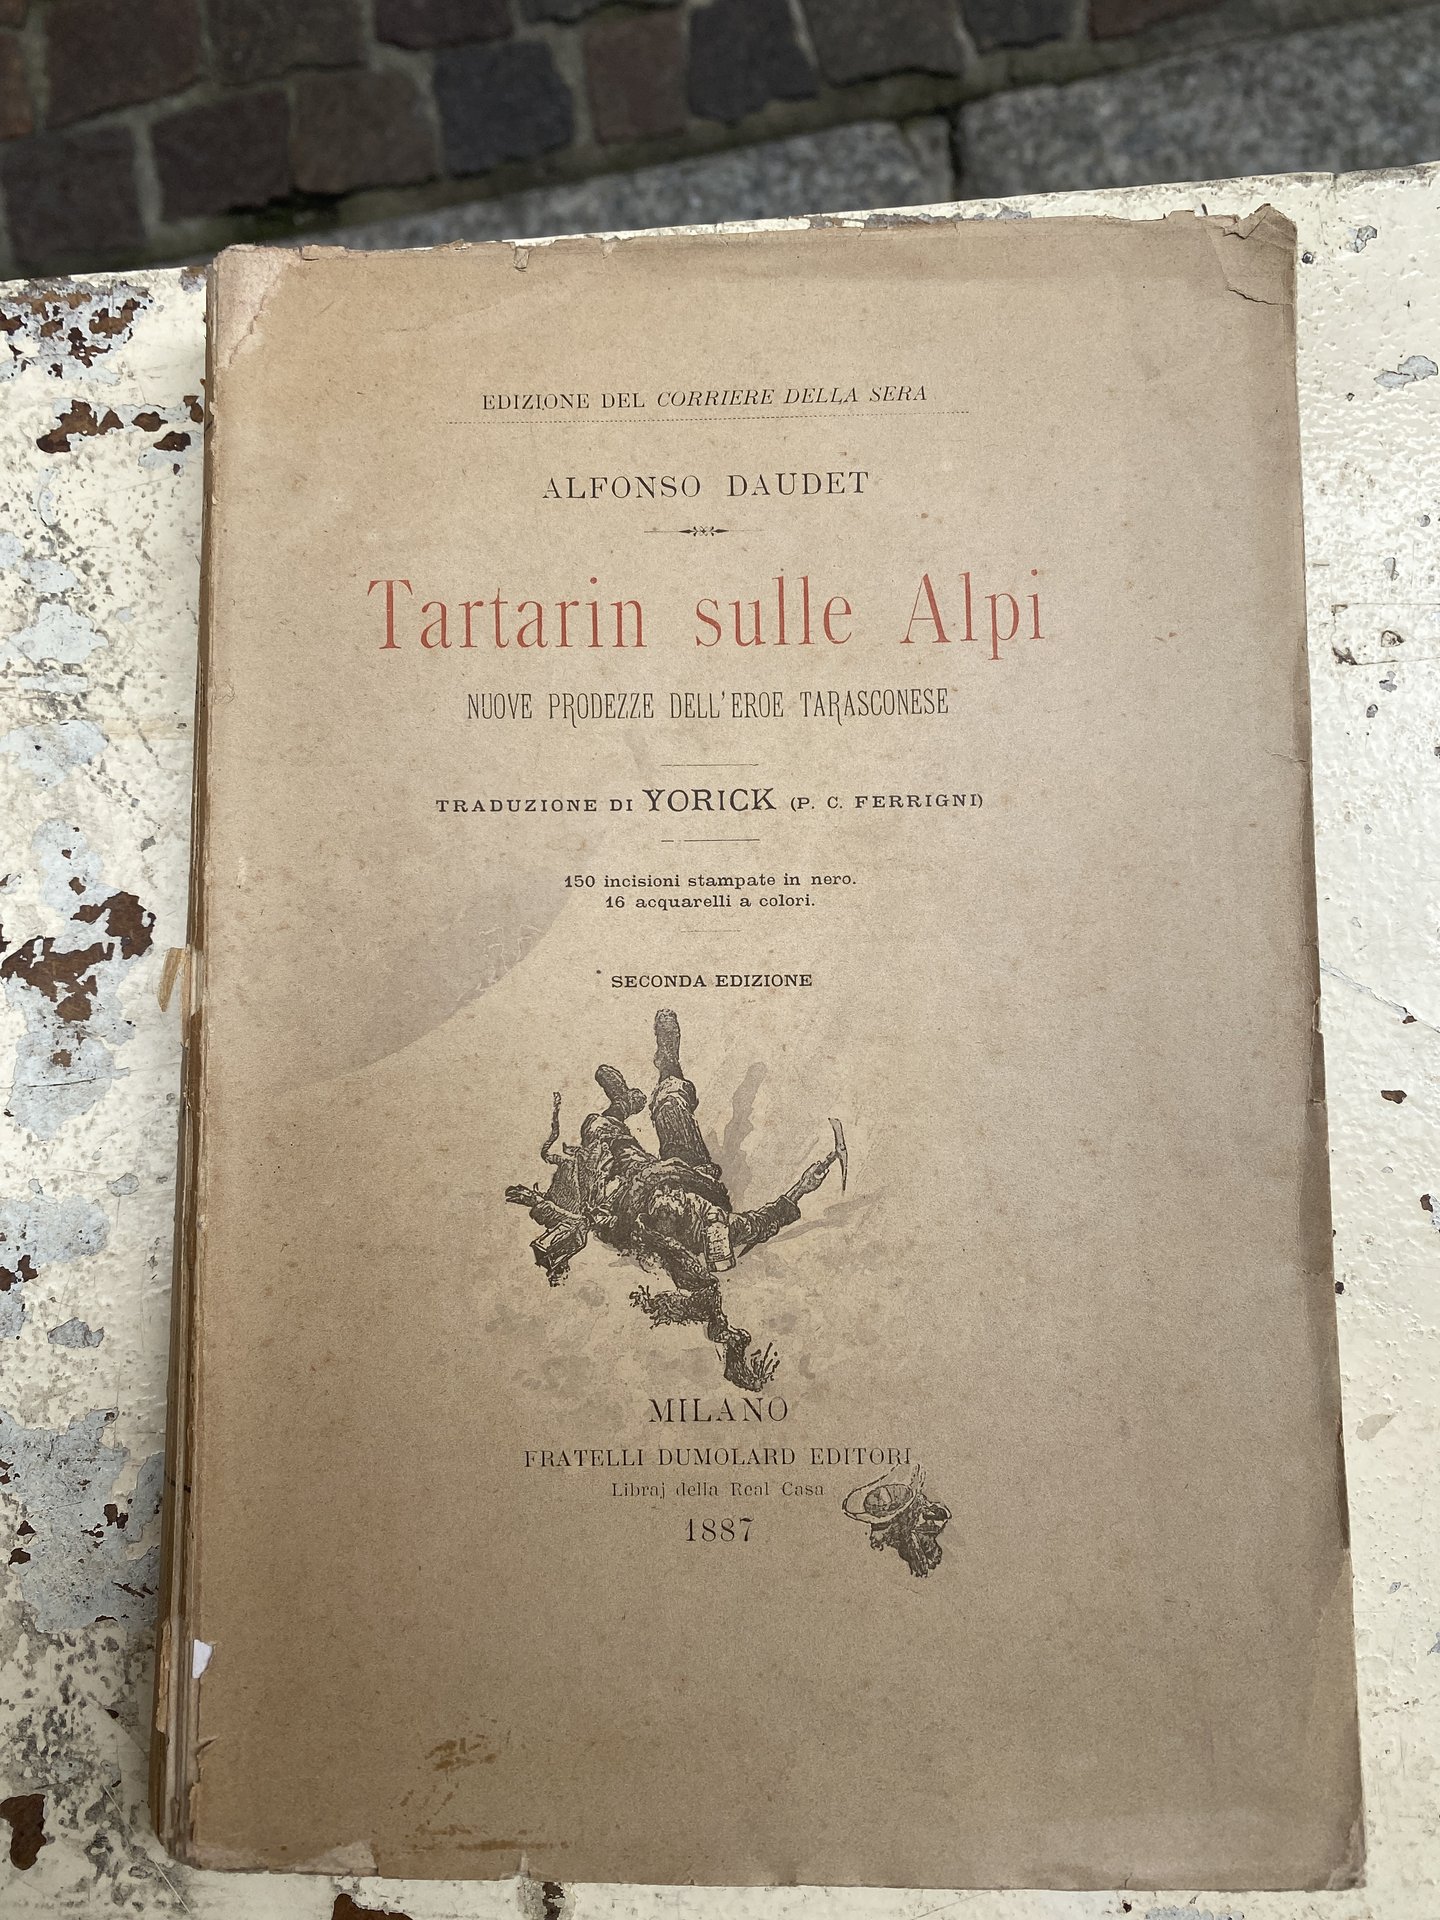 EDIZIONE DEL CORRIERE DELLA SERA
ALFONSO DAUDET
Tartarin sulle Alpi
NUOVE PRODEZZE DELL'EROE TARASCONESE
TRADUZIONE DI YORICK (P. C. FERRIGNI)
150 incisioni stampate in nero.
16 acquarelli a colori.
SECONDA EDIZIONE
MILANO
FRATELLI DUMOLARD EDITORI
Libraj della Real Casa
1887